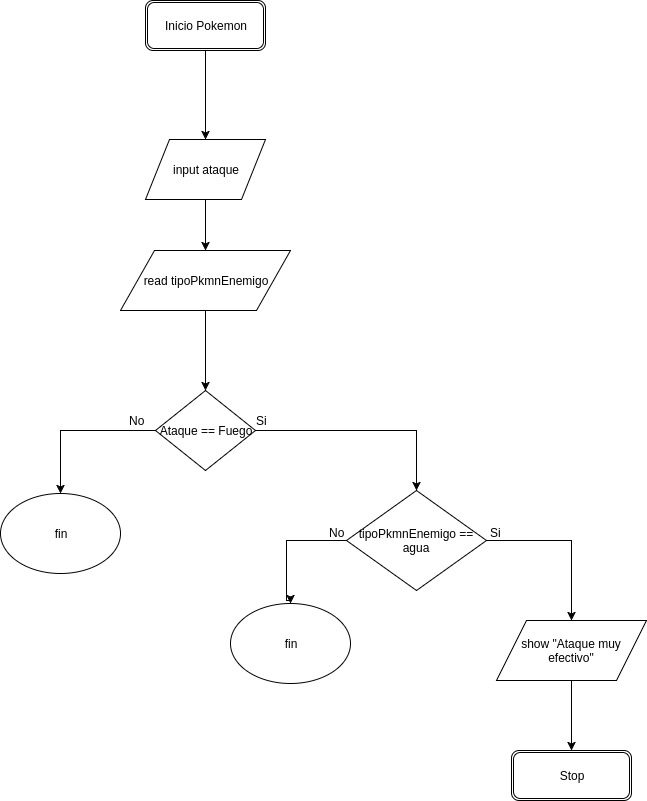 Inicio Pokemon
input ataque
read tipoPkmnEnemigo
No
Si
Ataque == Fuego
fin
No
tipoPkmnEnemigo ==
agua
Si
fin
show "Ataque muy
efectivo"
Stop